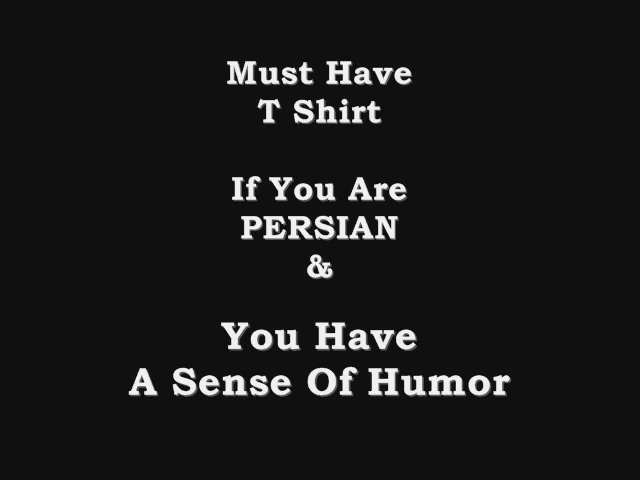 Must Have
T Shirt
If You Are
PERSIAN
&
You Have
A Sense Of Humor